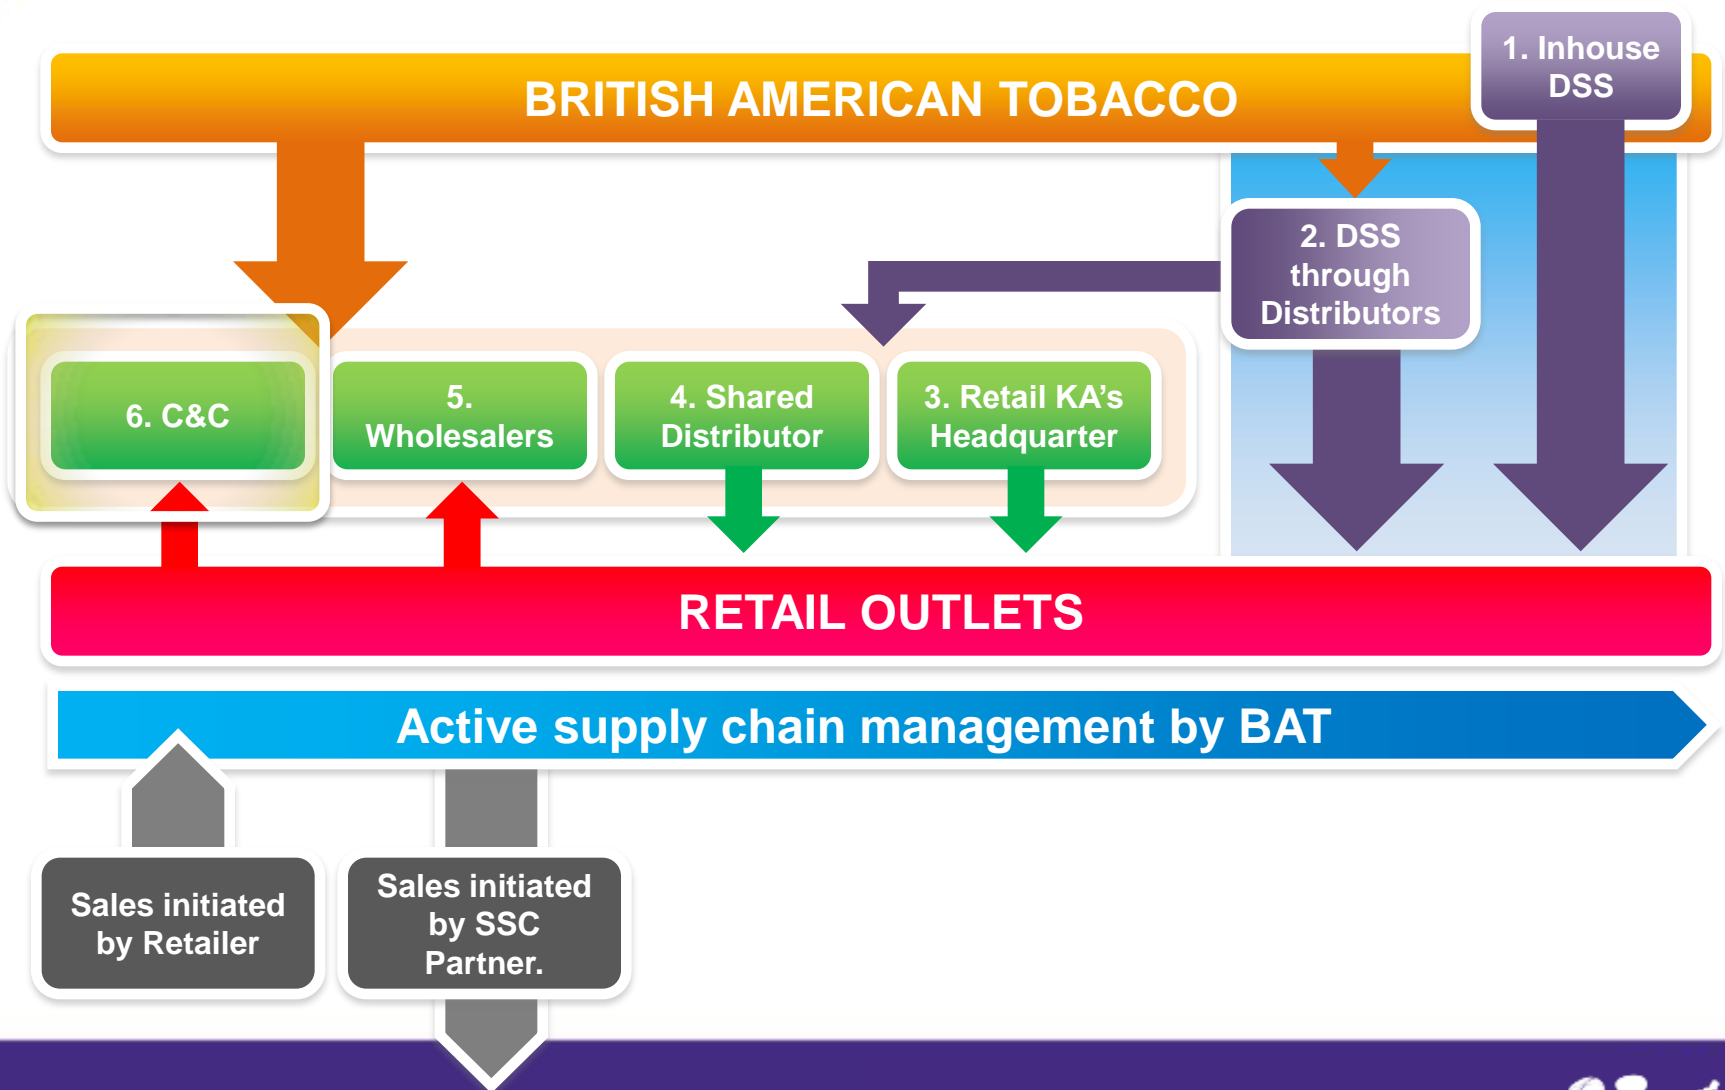 1. Inhouse
DSS
BRITISH AMERICAN TOBACCO
2. DSS
through
Distributors
6. C&C
5.
Wholesalers
4. Shared
Distributor
3. Retail KA's
Headquarter
RETAIL OUTLETS
Active supply chain management by BAT
Sales initiated
by Retailer
Sales initiated
by SSC
Partner.